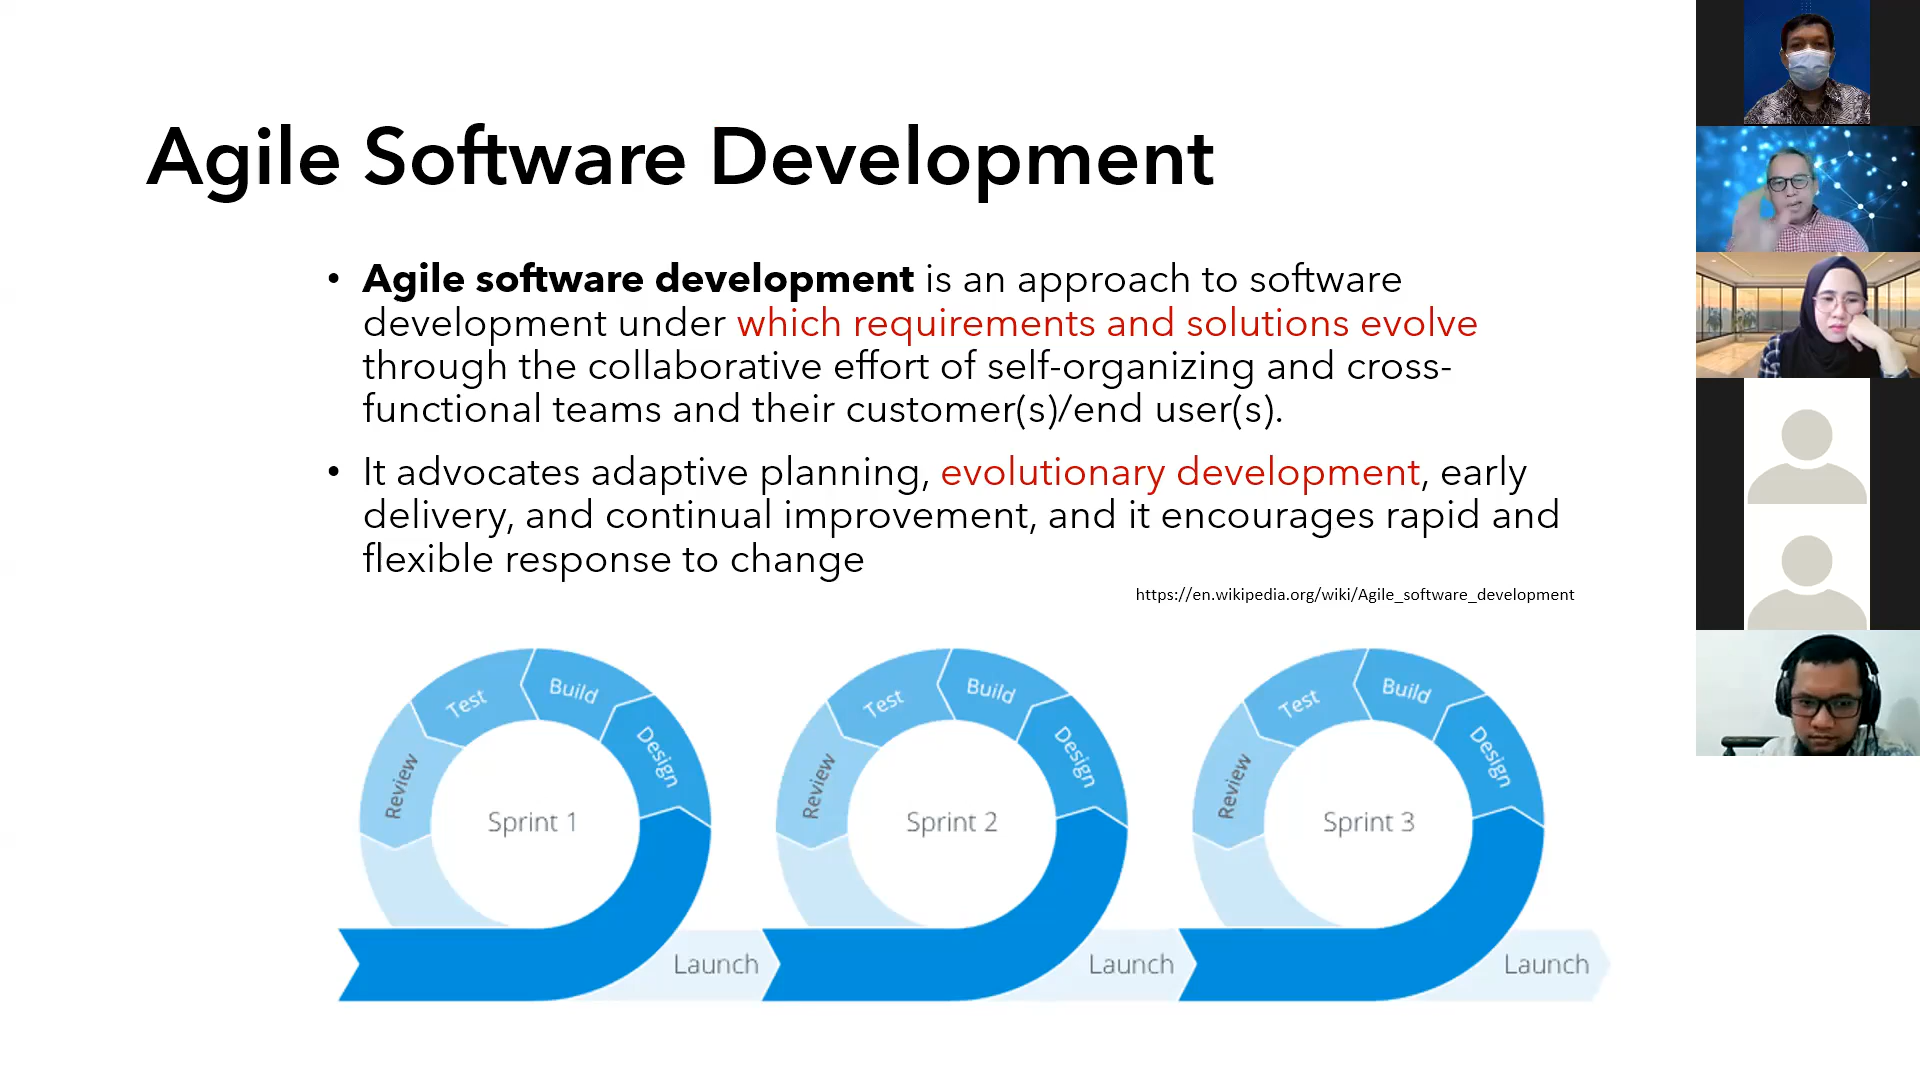 Agile Software Development
• Agile software development is an approach to software
development under which requirements and solutions evolve
through the collaborative effort of self-organizing and cross-
functional teams and their customer(s)/end user(s).
• It advocates adaptive planning, evolutionary development, early
delivery, and continual improvement, and it encourages rapid and
flexible response to change
https://en.wikipedia.org/wiki/Agile_software_development
Test
Build
Design
Review
Sprint 1
Launch
Test
Build
Design
Review
Sprint 2
Launch
Test
Build
Design
Review
Sprint 3
Launch